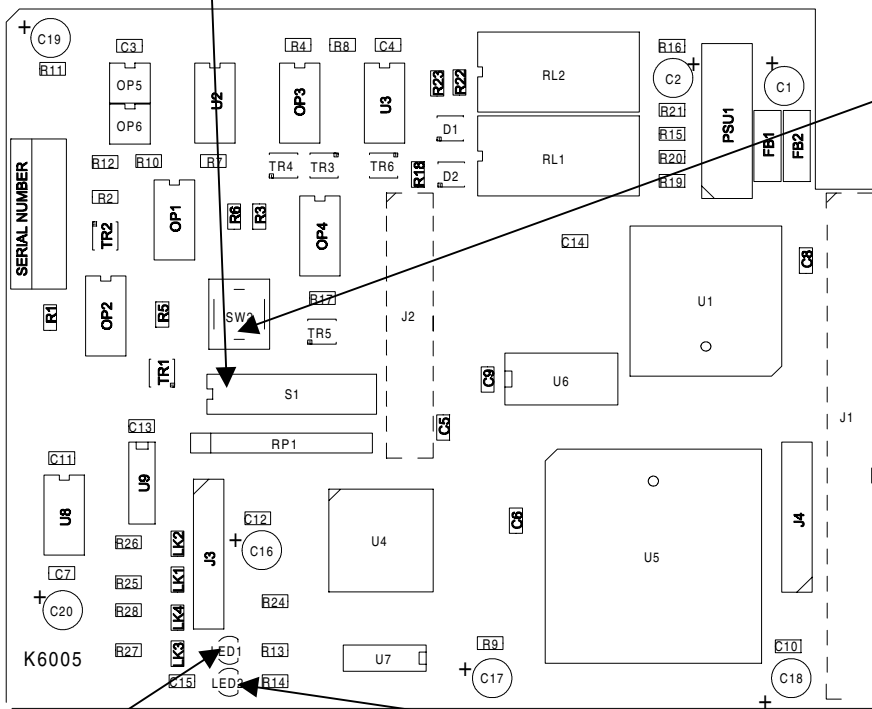 +
C19
C3
R4
R8
C4
R16
+
+
R11
OP5
U2
OP3
U3
R23
R22
RL2
C2
C1
OP6
R21
PSU1
D1
R15
FB1
FB2
R12
R10
R7
TR4
TR3
TR6
R18
D2
RL1
R20
R19
SERIAL NUMBER
R2
OP1
R6
R3
OP4
TR2
C14
C8
R1
OP2
R5
SW2
R17
TR5
J2
U1
TR1
S1
C9
U6
RP1
C5
J1
C13
C11
U9
U8
C12
+
C16
J3
U4
C6
U5
J4
R26
LK2
C7
R25
LK1
+
C20
R28
LK4
R24
K6005
R27
LK3
LED1
R13
U7
R9
+
C17
C10
C15
LED2
R14
C18
+